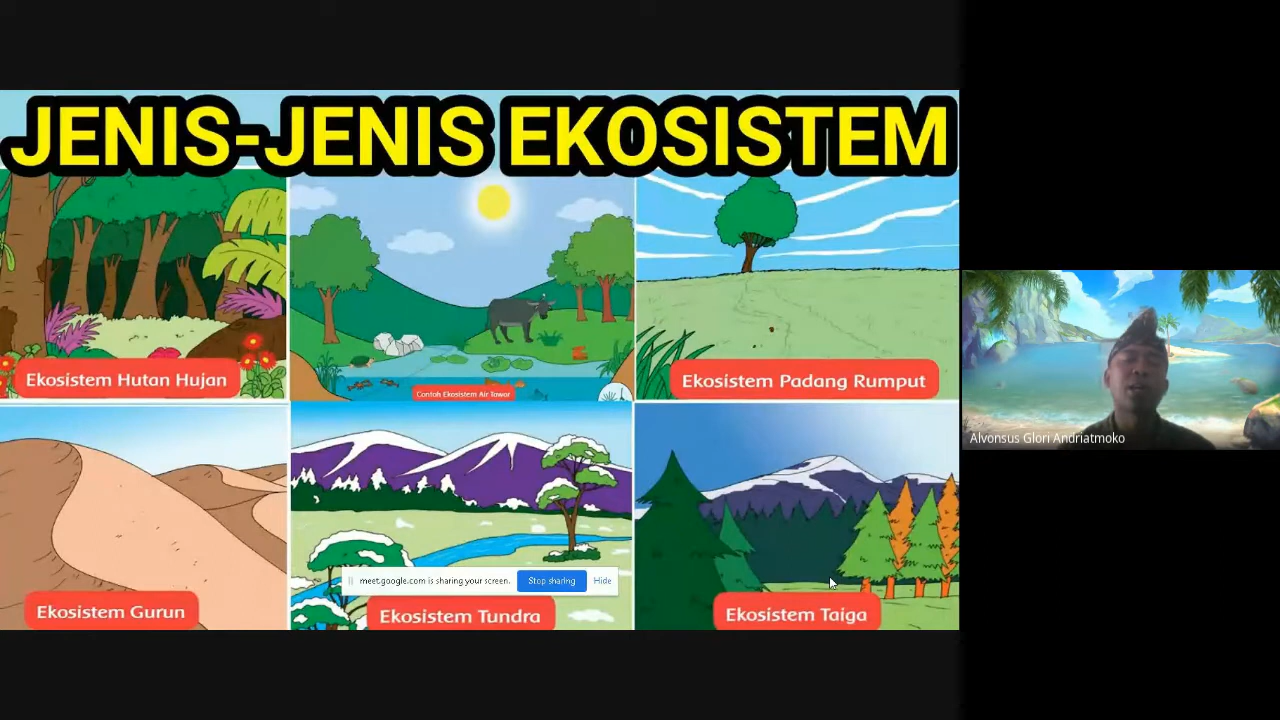 JENIS-JENIS EKOSISTEM
Ekosistem Hutan Hujan
Contoh Ekosistem Air Tawar
Ekosistem Padang Rumput
Alvonsus Glori Andriatmoko
Ekosistem Gurun
meet.google.com is sharing your screen.
Stop sharing
Hide
Ekosistem Tundra
Ekosistem Taiga